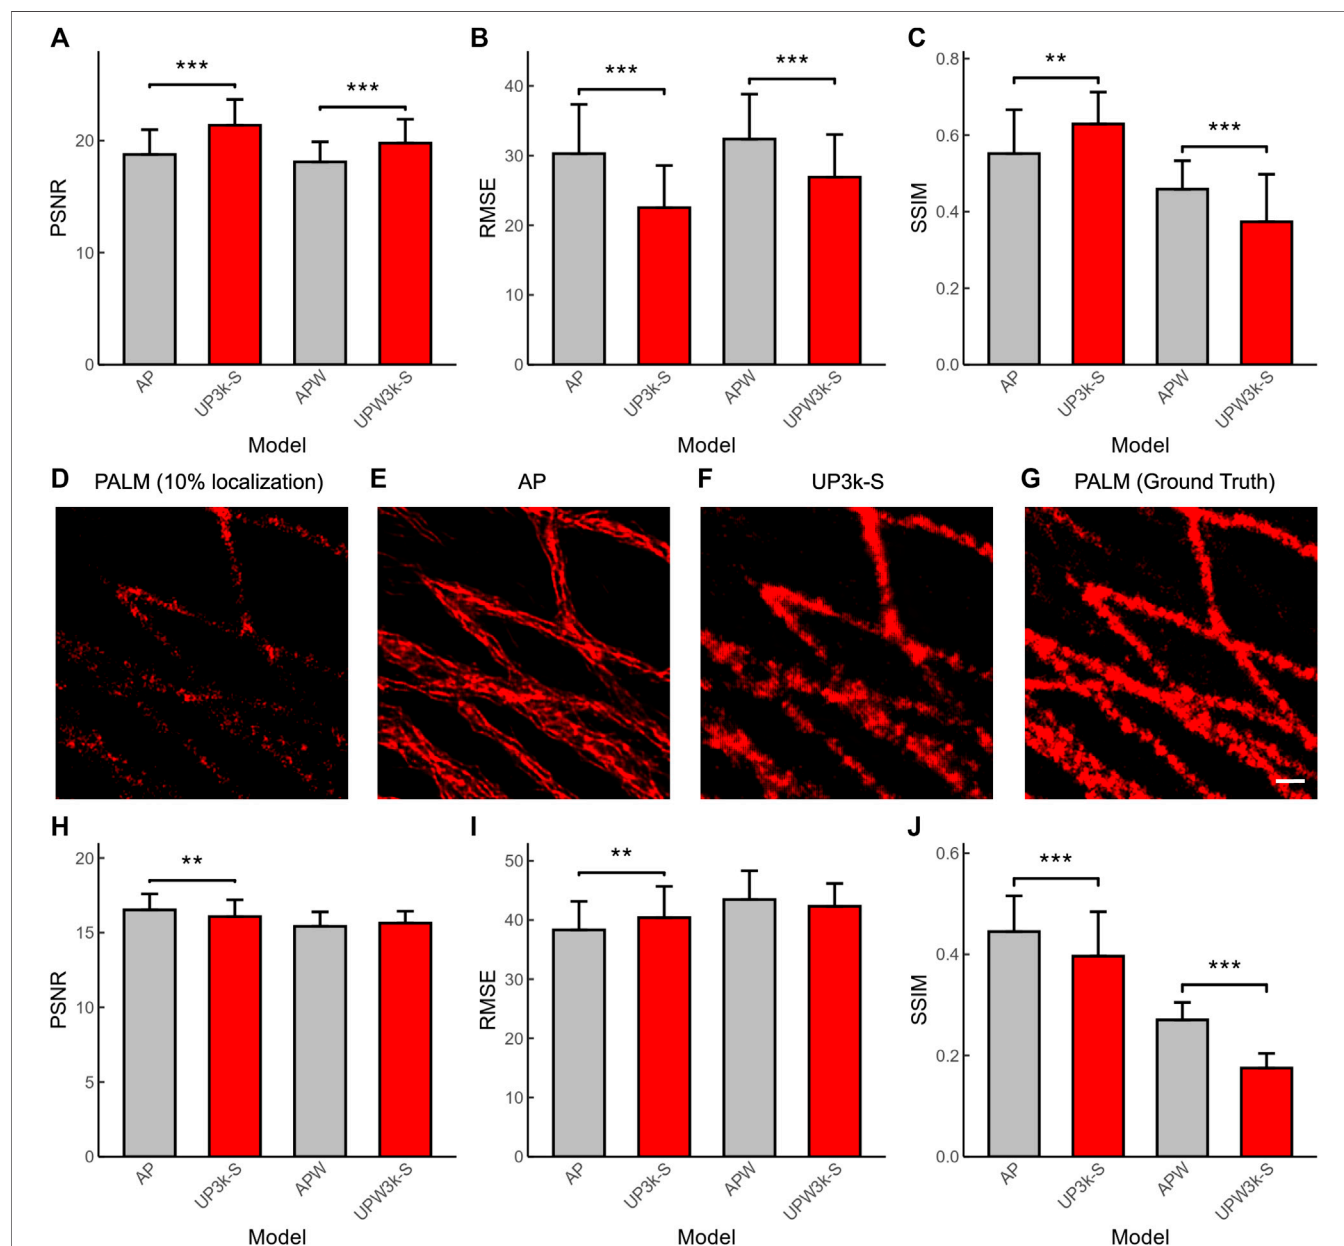 A
PSNR
20
10
0
***
***
AP
UP3k-S
APW
UPW3k-S
Model
B
RMSE
40
30
20
10
0
***
***
AP
UP3k-S
APW
UPW3k-S
Model
C
SSIM
0.8
0.6
0.4
0.2
0.0
**
***
AP
UP3k-S
APW
UPW3k-S
Model
D PALM (10% localization)
E AP
F UP3k-S
G PALM (Ground Truth)
H
PSNR
20
15
10
5
0
**
AP
UP3k-S
APW
UPW3k-S
Model
I
RMSE
50
40
30
20
10
0
**
AP
UP3k-S
APW
UPW3k-S
Model
J
SSIM
0.6
0.4
0.2
0.0
***
***
AP
UP3k-S
APW
UPW3k-S
Model